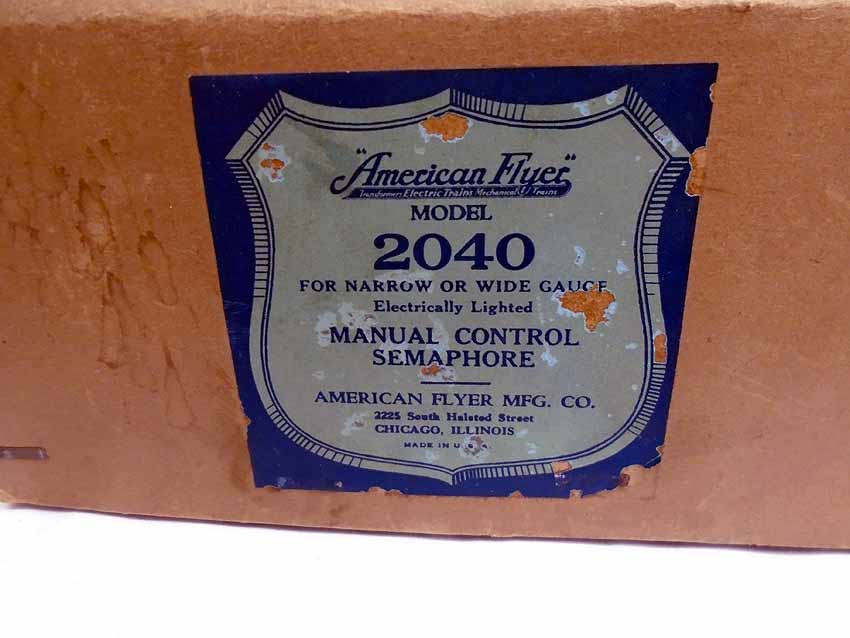 "American Flyer"
Transformers Electric Trains Mechanical Trains
MODEL
2040
FOR NARROW OR WIDE GAUGE
Electrically Lighted
MANUAL CONTROL
SEMAPHORE
AMERICAN FLYER MFG. CO.
2225 South Halsted Street
CHICAGO, ILLINOIS
MADE IN U.S.A.